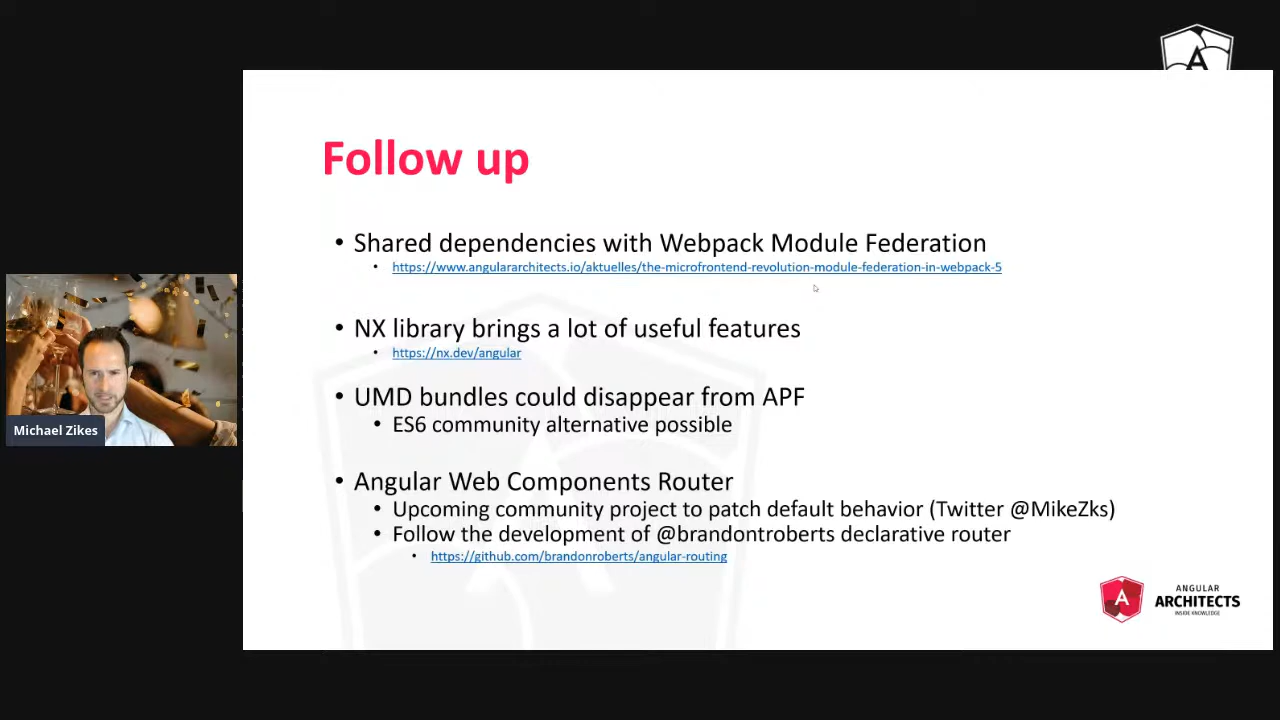 Follow up
• Shared dependencies with Webpack Module Federation
• https://www.angulararchitects.io/aktuelles/the-microfrontend-revolution-module-federation-in-webpack-5
• NX library brings a lot of useful features
• https://nx.dev/angular
• UMD bundles could disappear from APF
• ES6 community alternative possible
• Angular Web Components Router
• Upcoming community project to patch default behavior (Twitter @MikeZks)
• Follow the development of @brandontroberts declarative router
• https://github.com/brandonroberts/angular-routing
Michael Zikes
A
ANGULAR
ARCHITECTS
INSIDE KNOWLEDGE
A